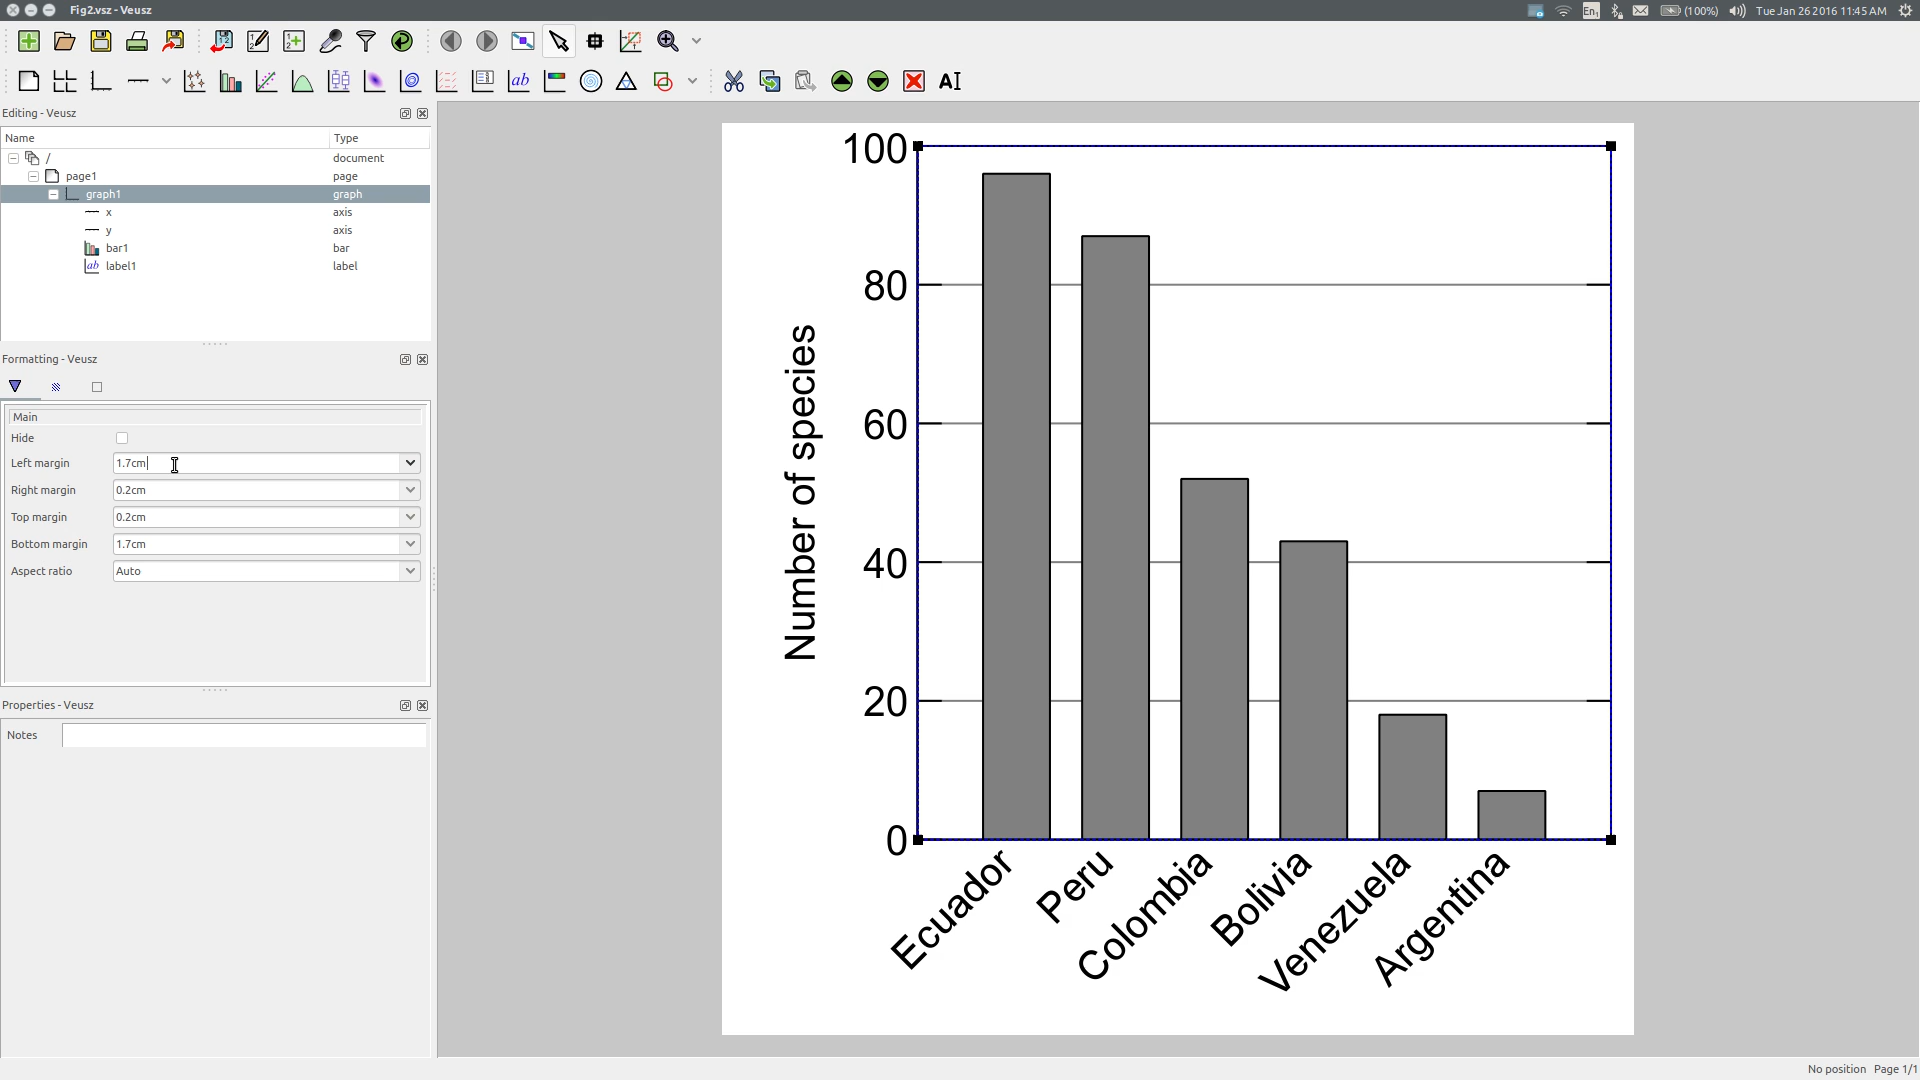 Fig2.vsz - Veusz
En1
(100%)
Tue Jan 26 2016 11:45 AM
ab
AI
Editing - Veusz
Name Type
/ document
page1 page
graph1 graph
x axis
y axis
bar1 bar
ab label1 label
Formatting - Veusz
Main
Hide
Left margin 1.7cm
Right margin 0.2cm
Top margin 0.2cm
Bottom margin 1.7cm
Aspect ratio Auto
Properties - Veusz
Notes
Number of species
100
80
60
40
20
0
Ecuador
Peru
Colombia
Bolivia
Venezuela
Argentina
No position Page 1/1